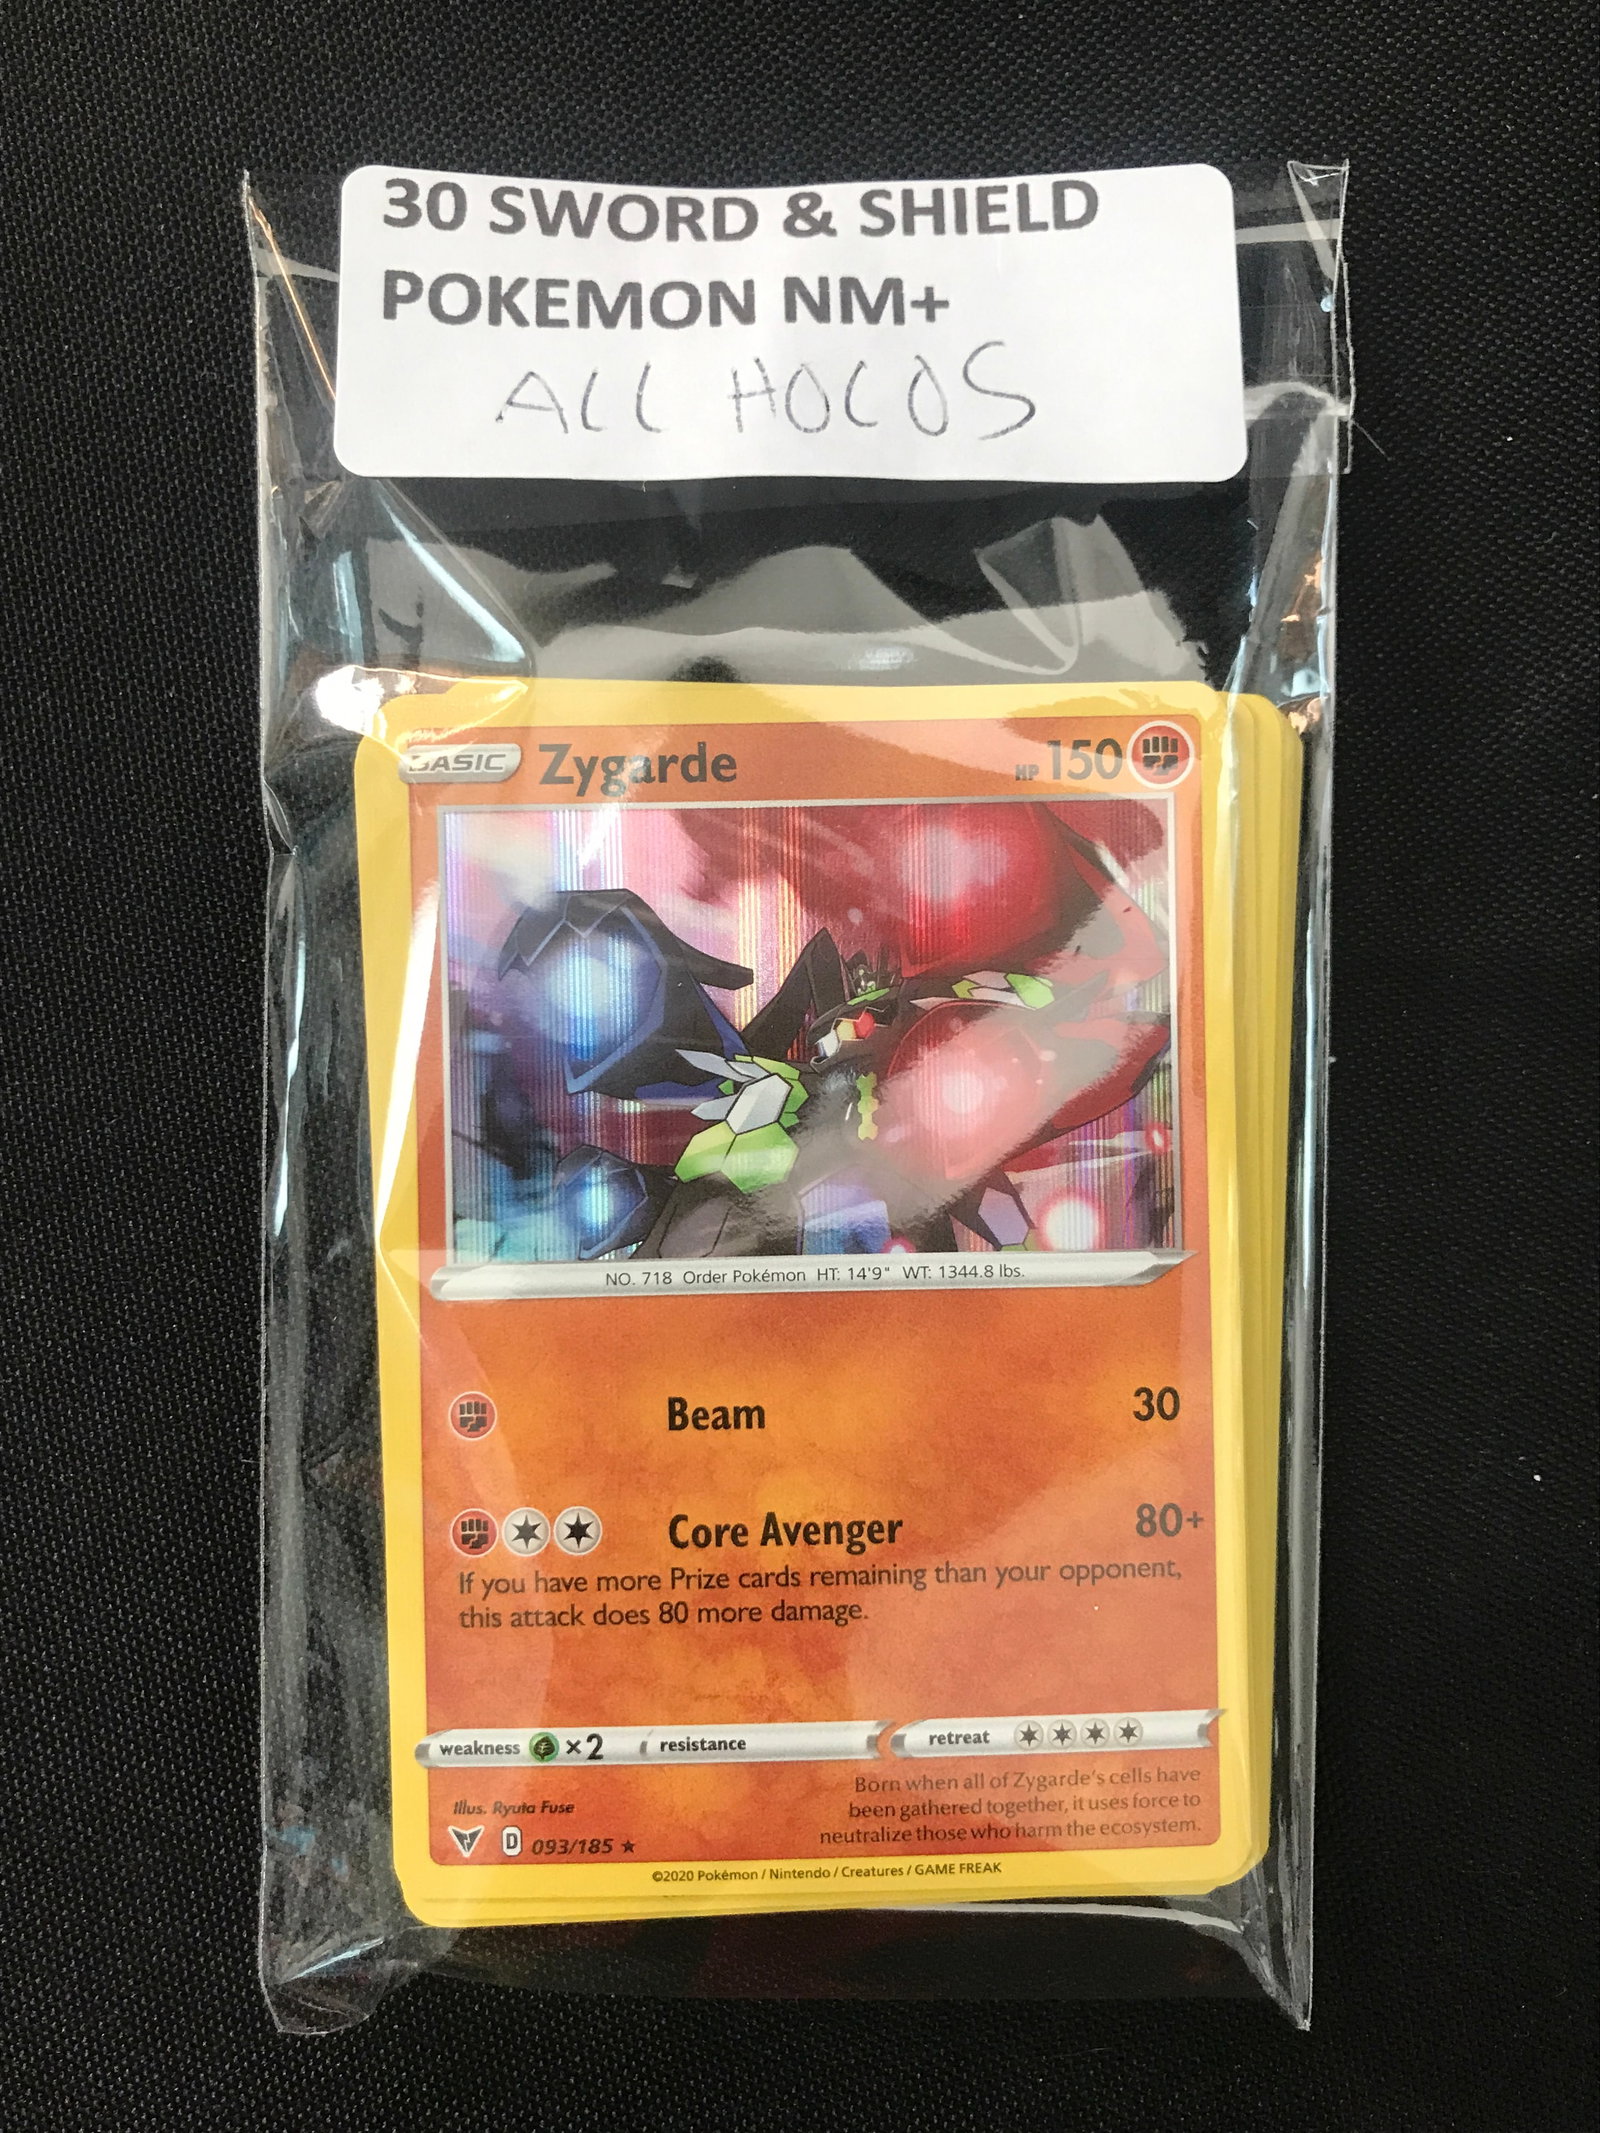 30 SWORD & SHIELD
POKEMON NM+
ALL HOLOS
BASIC Zygarde HP 150
NO. 718 Order Pokémon HT: 14'9" WT: 1344.8 lbs.
Beam 30
Core Avenger 80+
If you have more Prize cards remaining than your opponent,
this attack does 80 more damage.
weakness ×2 resistance retreat
Born when all of Zygarde's cells have
been gathered together, it uses force to
neutralize those who harm the ecosystem.
Illus. Ryuta Fuse
D 093/185 ★
©2020 Pokémon / Nintendo / Creatures / GAME FREAK